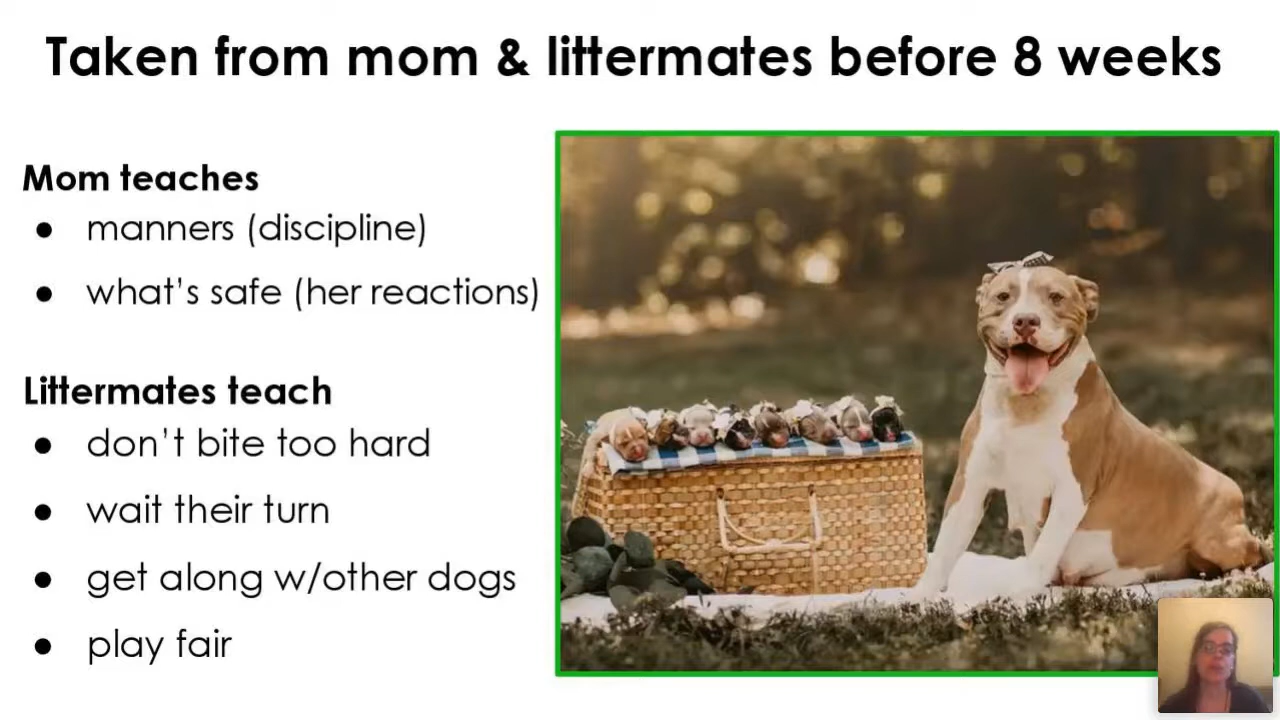 Taken from mom & littermates before 8 weeks
Mom teaches
● manners (discipline)
● what's safe (her reactions)
Littermates teach
● don't bite too hard
● wait their turn
● get along w/other dogs
● play fair